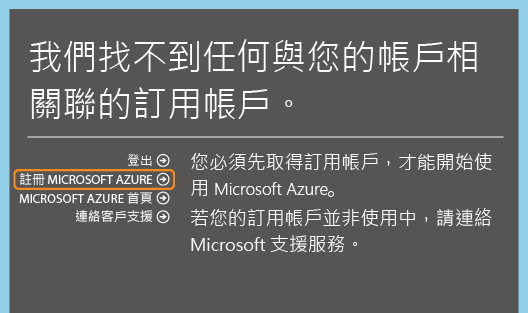 我們找不到任何與您的帳戶相
關聯的訂用帳戶。
登出
註冊 MICROSOFT AZURE
MICROSOFT AZURE 首頁
連絡客戶支援
您必須先取得訂用帳戶，才能開始使
用 Microsoft Azure。
若您的訂用帳戶並非使用中，請連絡
Microsoft 支援服務。